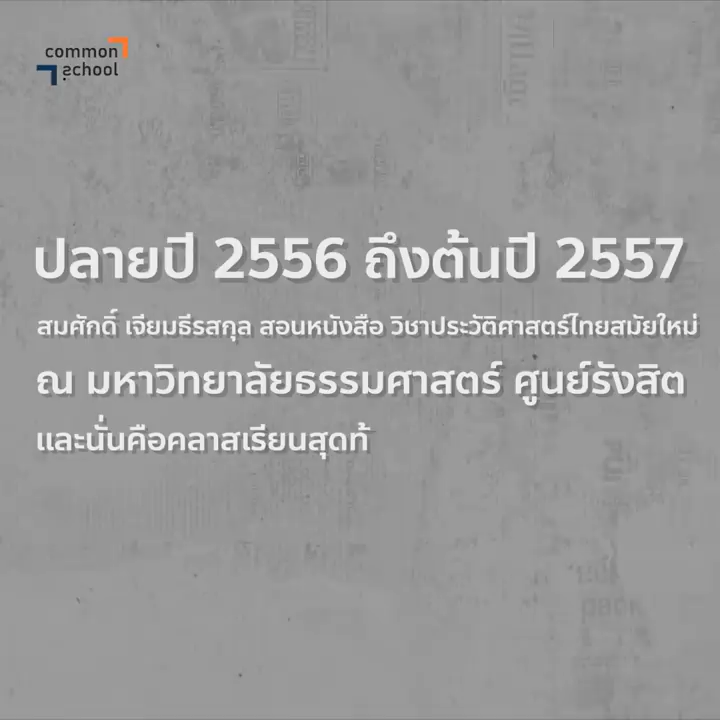 common
school
ปลายปี 2556 ถึงต้นปี 2557
สมศักดิ์ เจียมธีรสกุล สอนหนังสือ วิชาประวัติศาสตร์ไทยสมัยใหม่
ณ มหาวิทยาลัยธรรมศาสตร์ ศูนย์รังสิต
และนั่นคือคลาสเรียนสุดท้